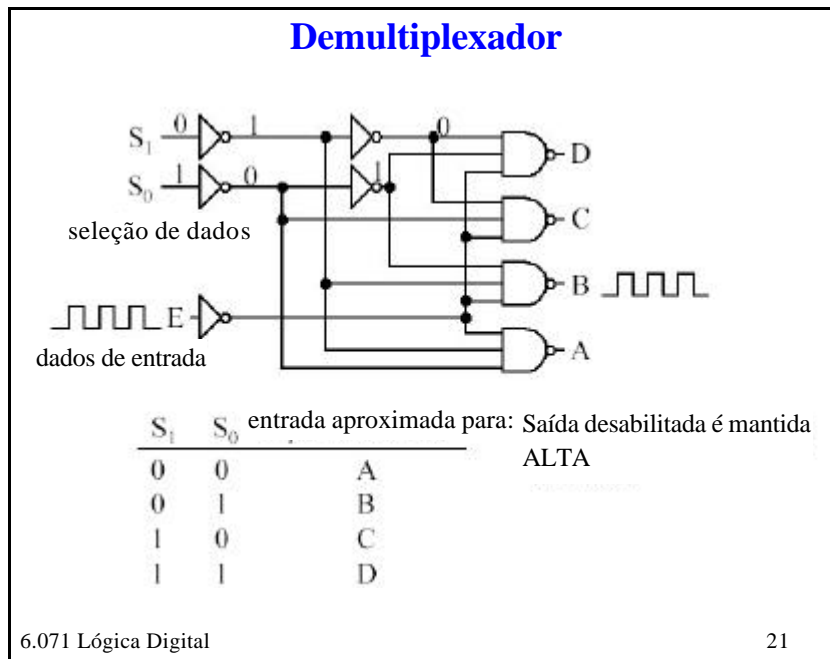 Demultiplexador
S₁ 0 1 0 D
S₀ 1 0 1
C
seleção de dados
B
E
dados de entrada
A
S₁ S₀ entrada aproximada para: Saída desabilitada é mantida
ALTA
0 0 A
0 1 B
1 0 C
1 1 D
6.071 Lógica Digital 21